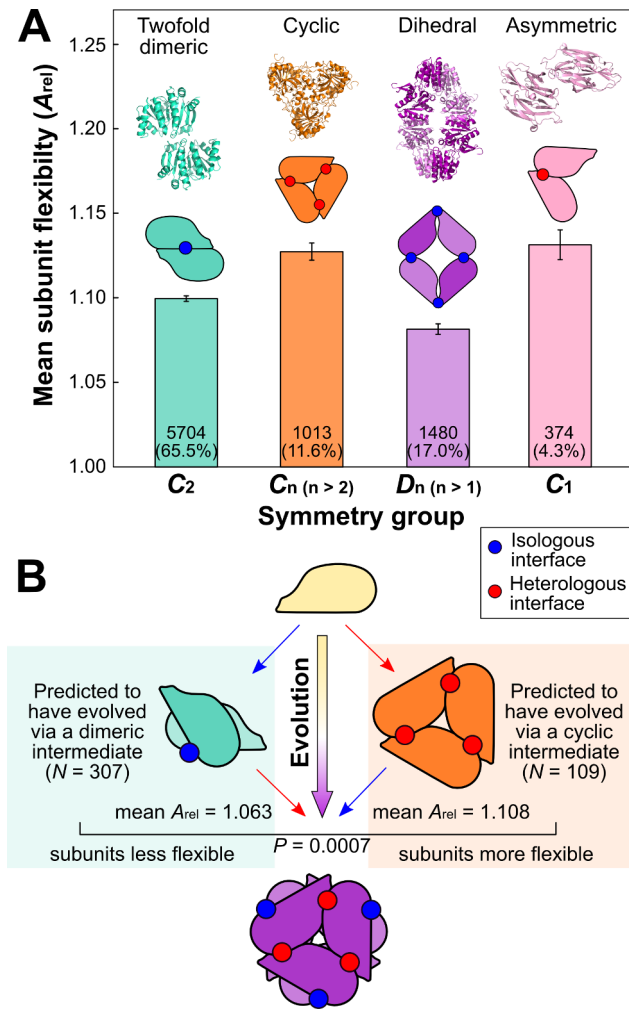 A
Twofold
dimeric
Cyclic
Dihedral
Asymmetric
Mean subunit flexibilty (Arel)
1.25
1.20
1.15
1.10
1.05
1.00
5704
(65.5%)
1013
(11.6%)
1480
(17.0%)
374
(4.3%)
C2
Cn (n > 2)
Dn (n > 1)
C1
Symmetry group
Isologous
interface
Heterologous
interface
B
Evolution
Predicted to
have evolved
via a dimeric
intermediate
(N = 307)
Predicted to
have evolved
via a cyclic
intermediate
(N = 109)
mean Arel = 1.063
mean Arel = 1.108
P = 0.0007
subunits less flexible
subunits more flexible